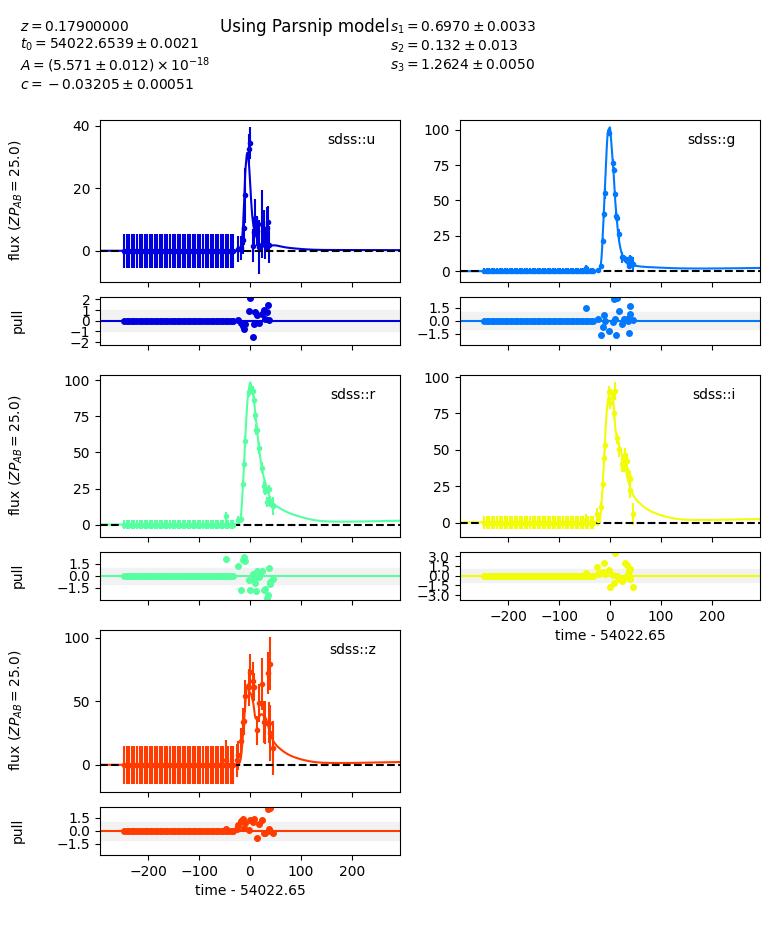 Using Parsnip model
z = 0.17900000
t0 = 54022.6539 ± 0.0021
A = (5.571 ± 0.012) × 10^−18
c = −0.03205 ± 0.00051
s1 = 0.6970 ± 0.0033
s2 = 0.132 ± 0.013
s3 = 1.2624 ± 0.0050
flux (ZP_AB = 25.0)
40
20
0
sdss::u
pull
2
1
0
−1
−2
100
75
50
25
0
sdss::g
1.5
0.0
−1.5
flux (ZP_AB = 25.0)
100
75
50
25
0
sdss::r
pull
1.5
0.0
−1.5
100
75
50
25
0
sdss::i
3.0
1.5
0.0
−1.5
−3.0
−200 −100 0 100 200
time - 54022.65
flux (ZP_AB = 25.0)
100
50
0
sdss::z
pull
1.5
0.0
−1.5
−200 −100 0 100 200
time - 54022.65